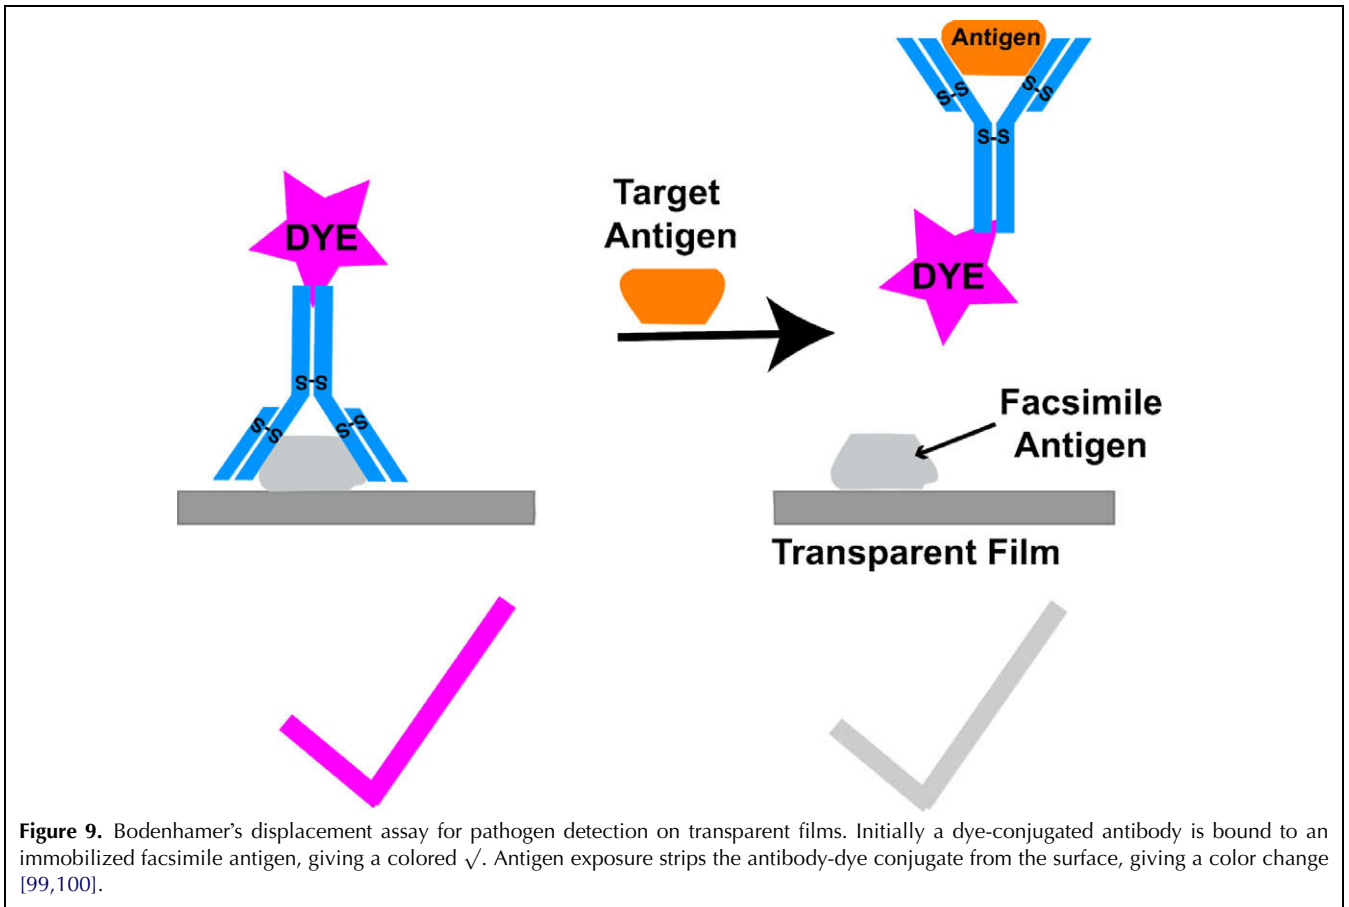 Antigen
S-S
S-S
S-S
DYE
Target
Antigen
DYE
S-S
S-S
S-S
Facsimile
Antigen
Transparent Film
Figure 9. Bodenhamer's displacement assay for pathogen detection on transparent films. Initially a dye-conjugated antibody is bound to an
immobilized facsimile antigen, giving a colored √. Antigen exposure strips the antibody-dye conjugate from the surface, giving a color change
[99,100].